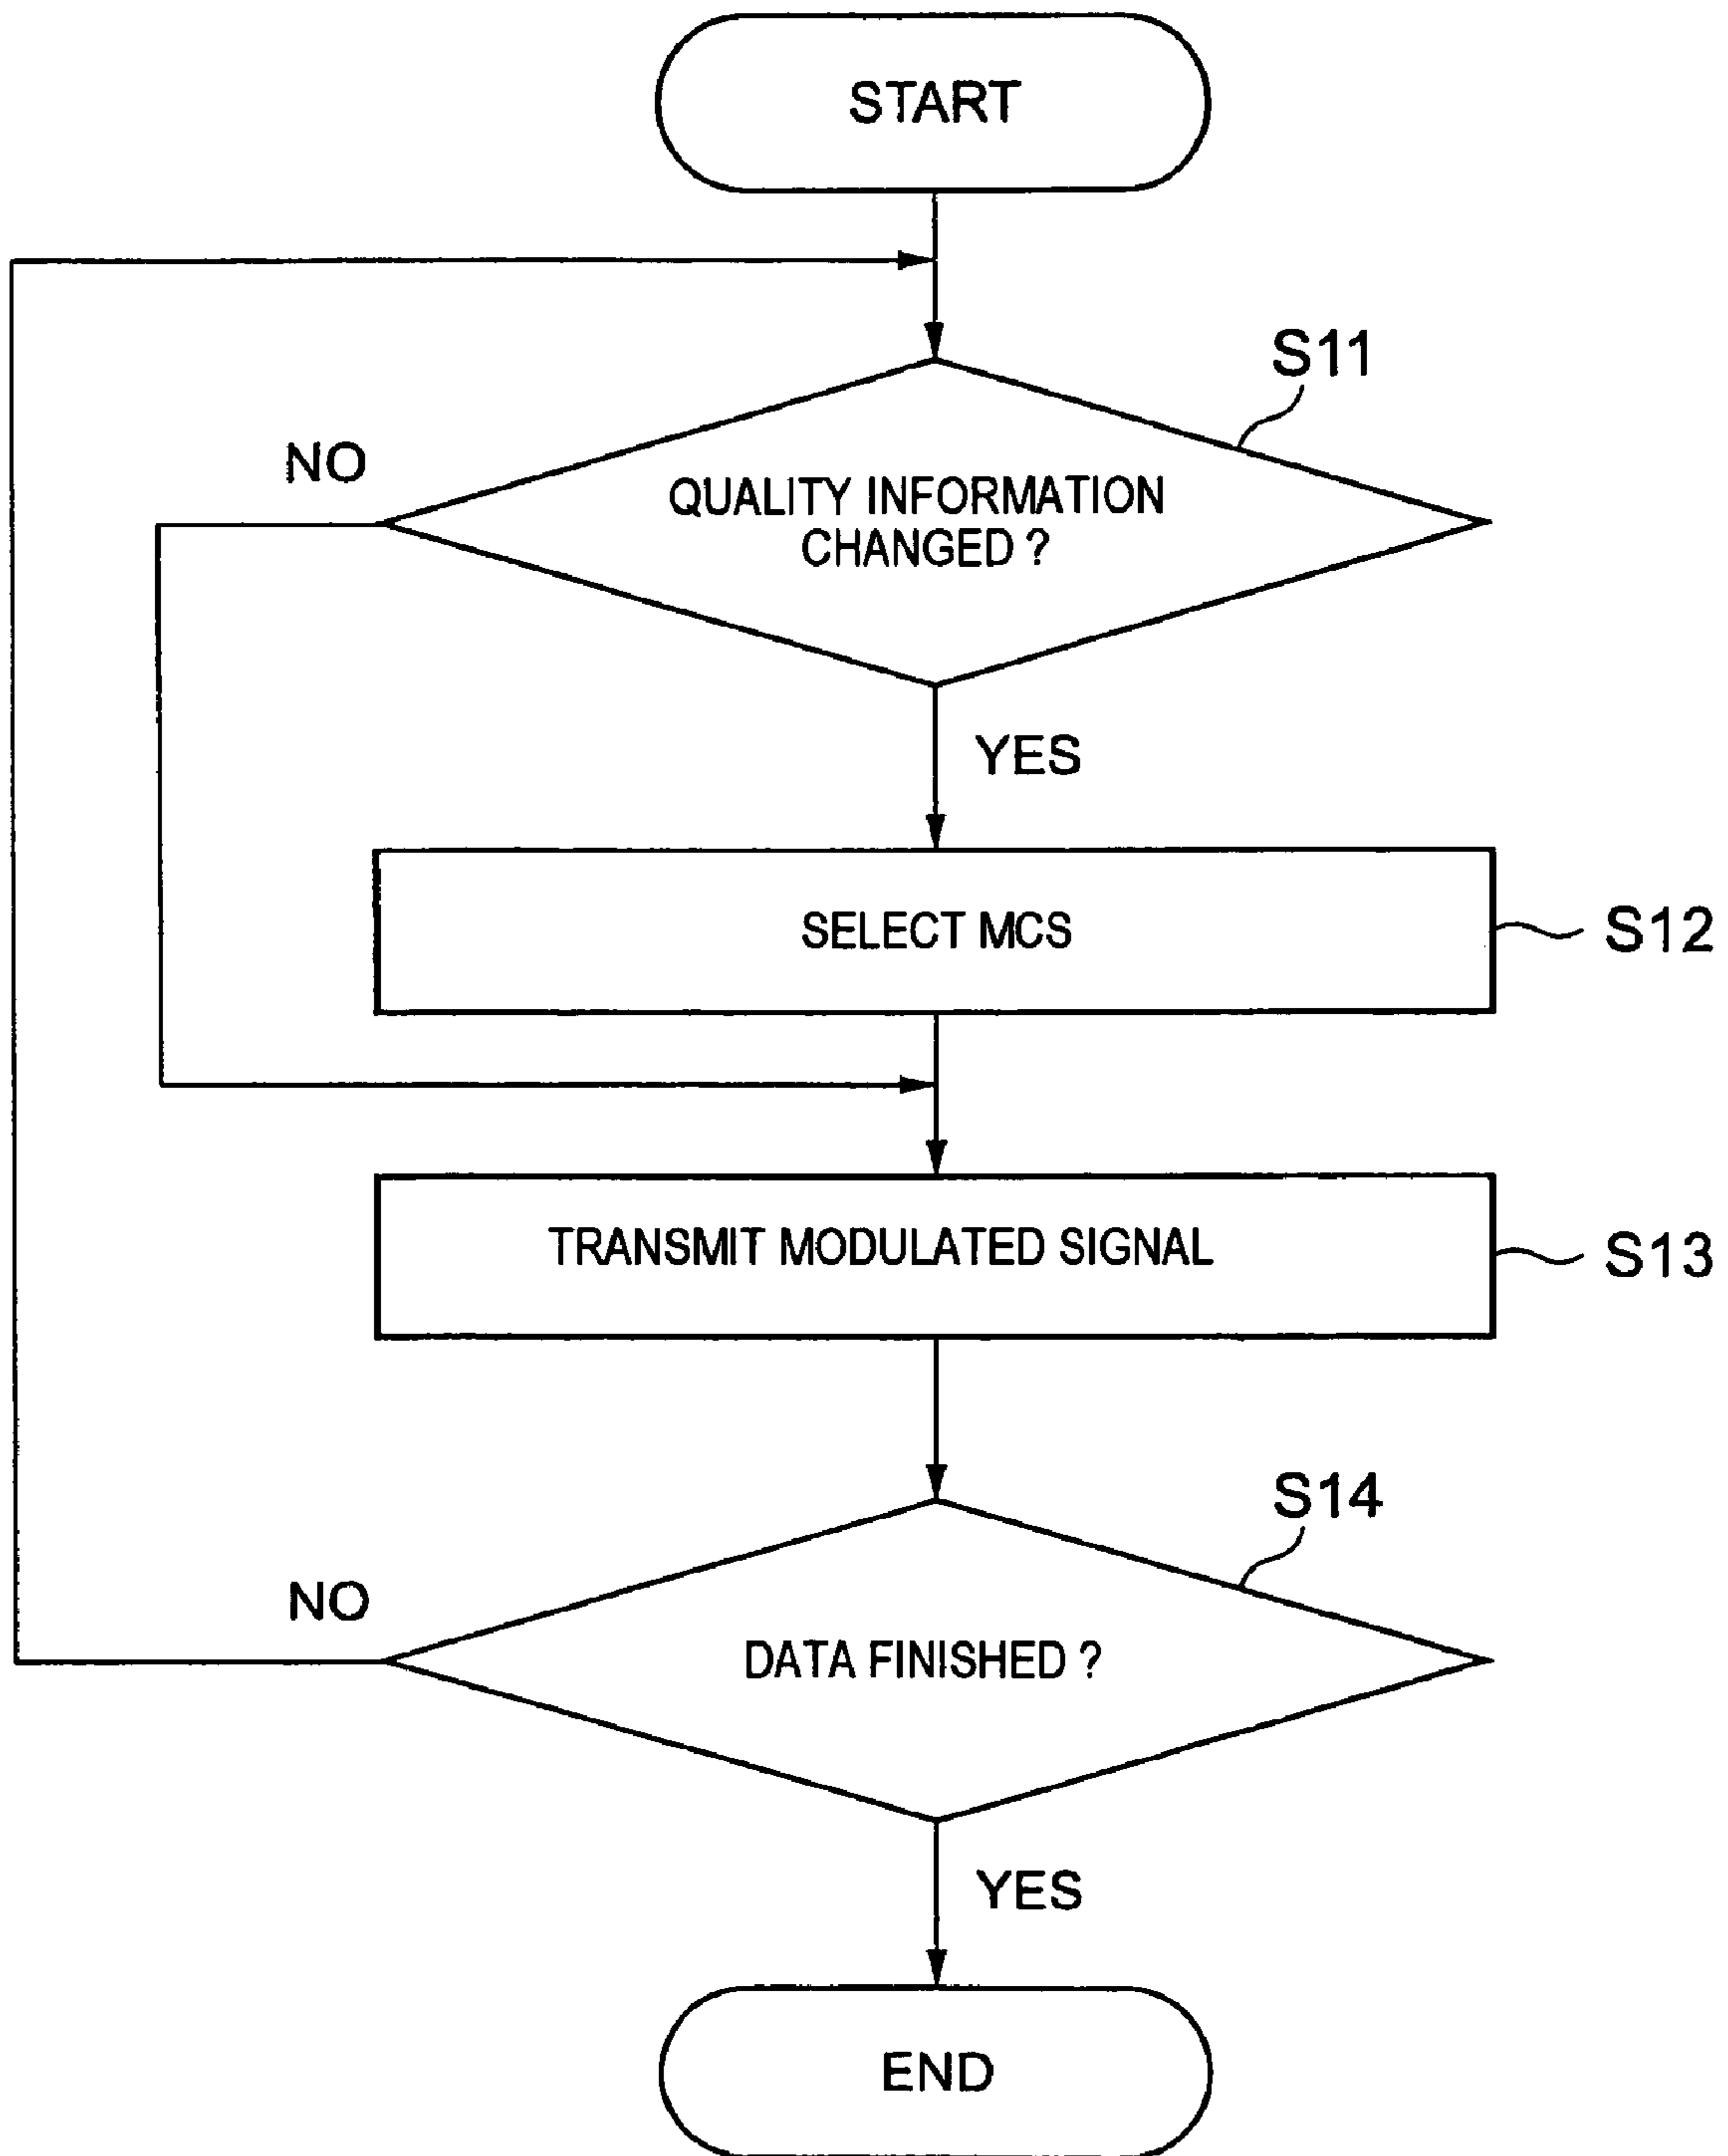 START
S11
NO
QUALITY INFORMATION
CHANGED ?
YES
SELECT MCS
S12
TRANSMIT MODULATED SIGNAL
S13
S14
NO
DATA FINISHED ?
YES
END